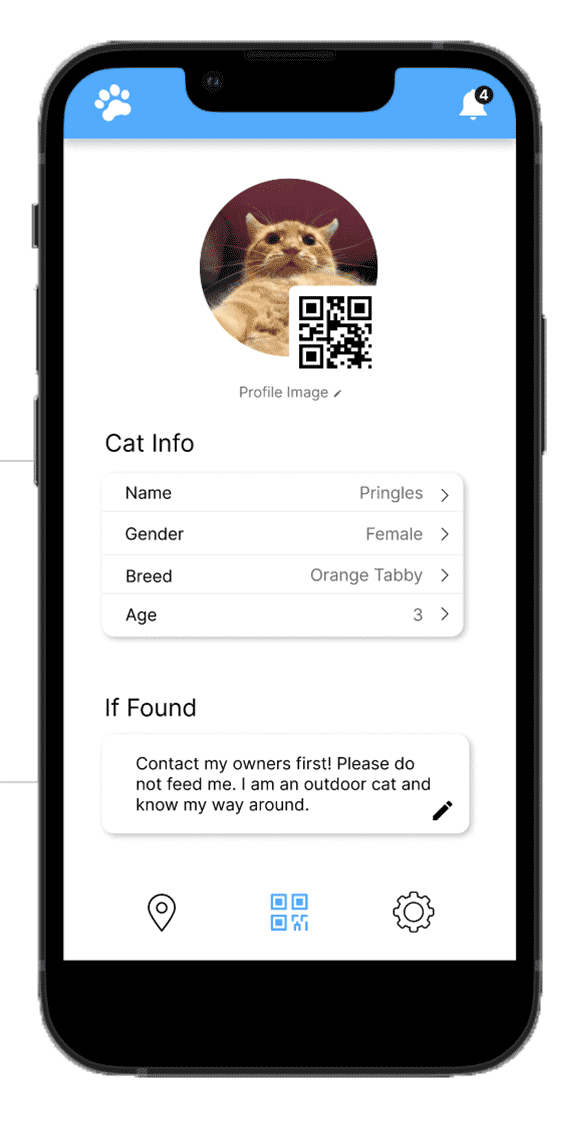 4
Profile Image
Cat Info
Name Pringles
Gender Female
Breed Orange Tabby
Age 3
If Found
Contact my owners first! Please do
not feed me. I am an outdoor cat and
know my way around.